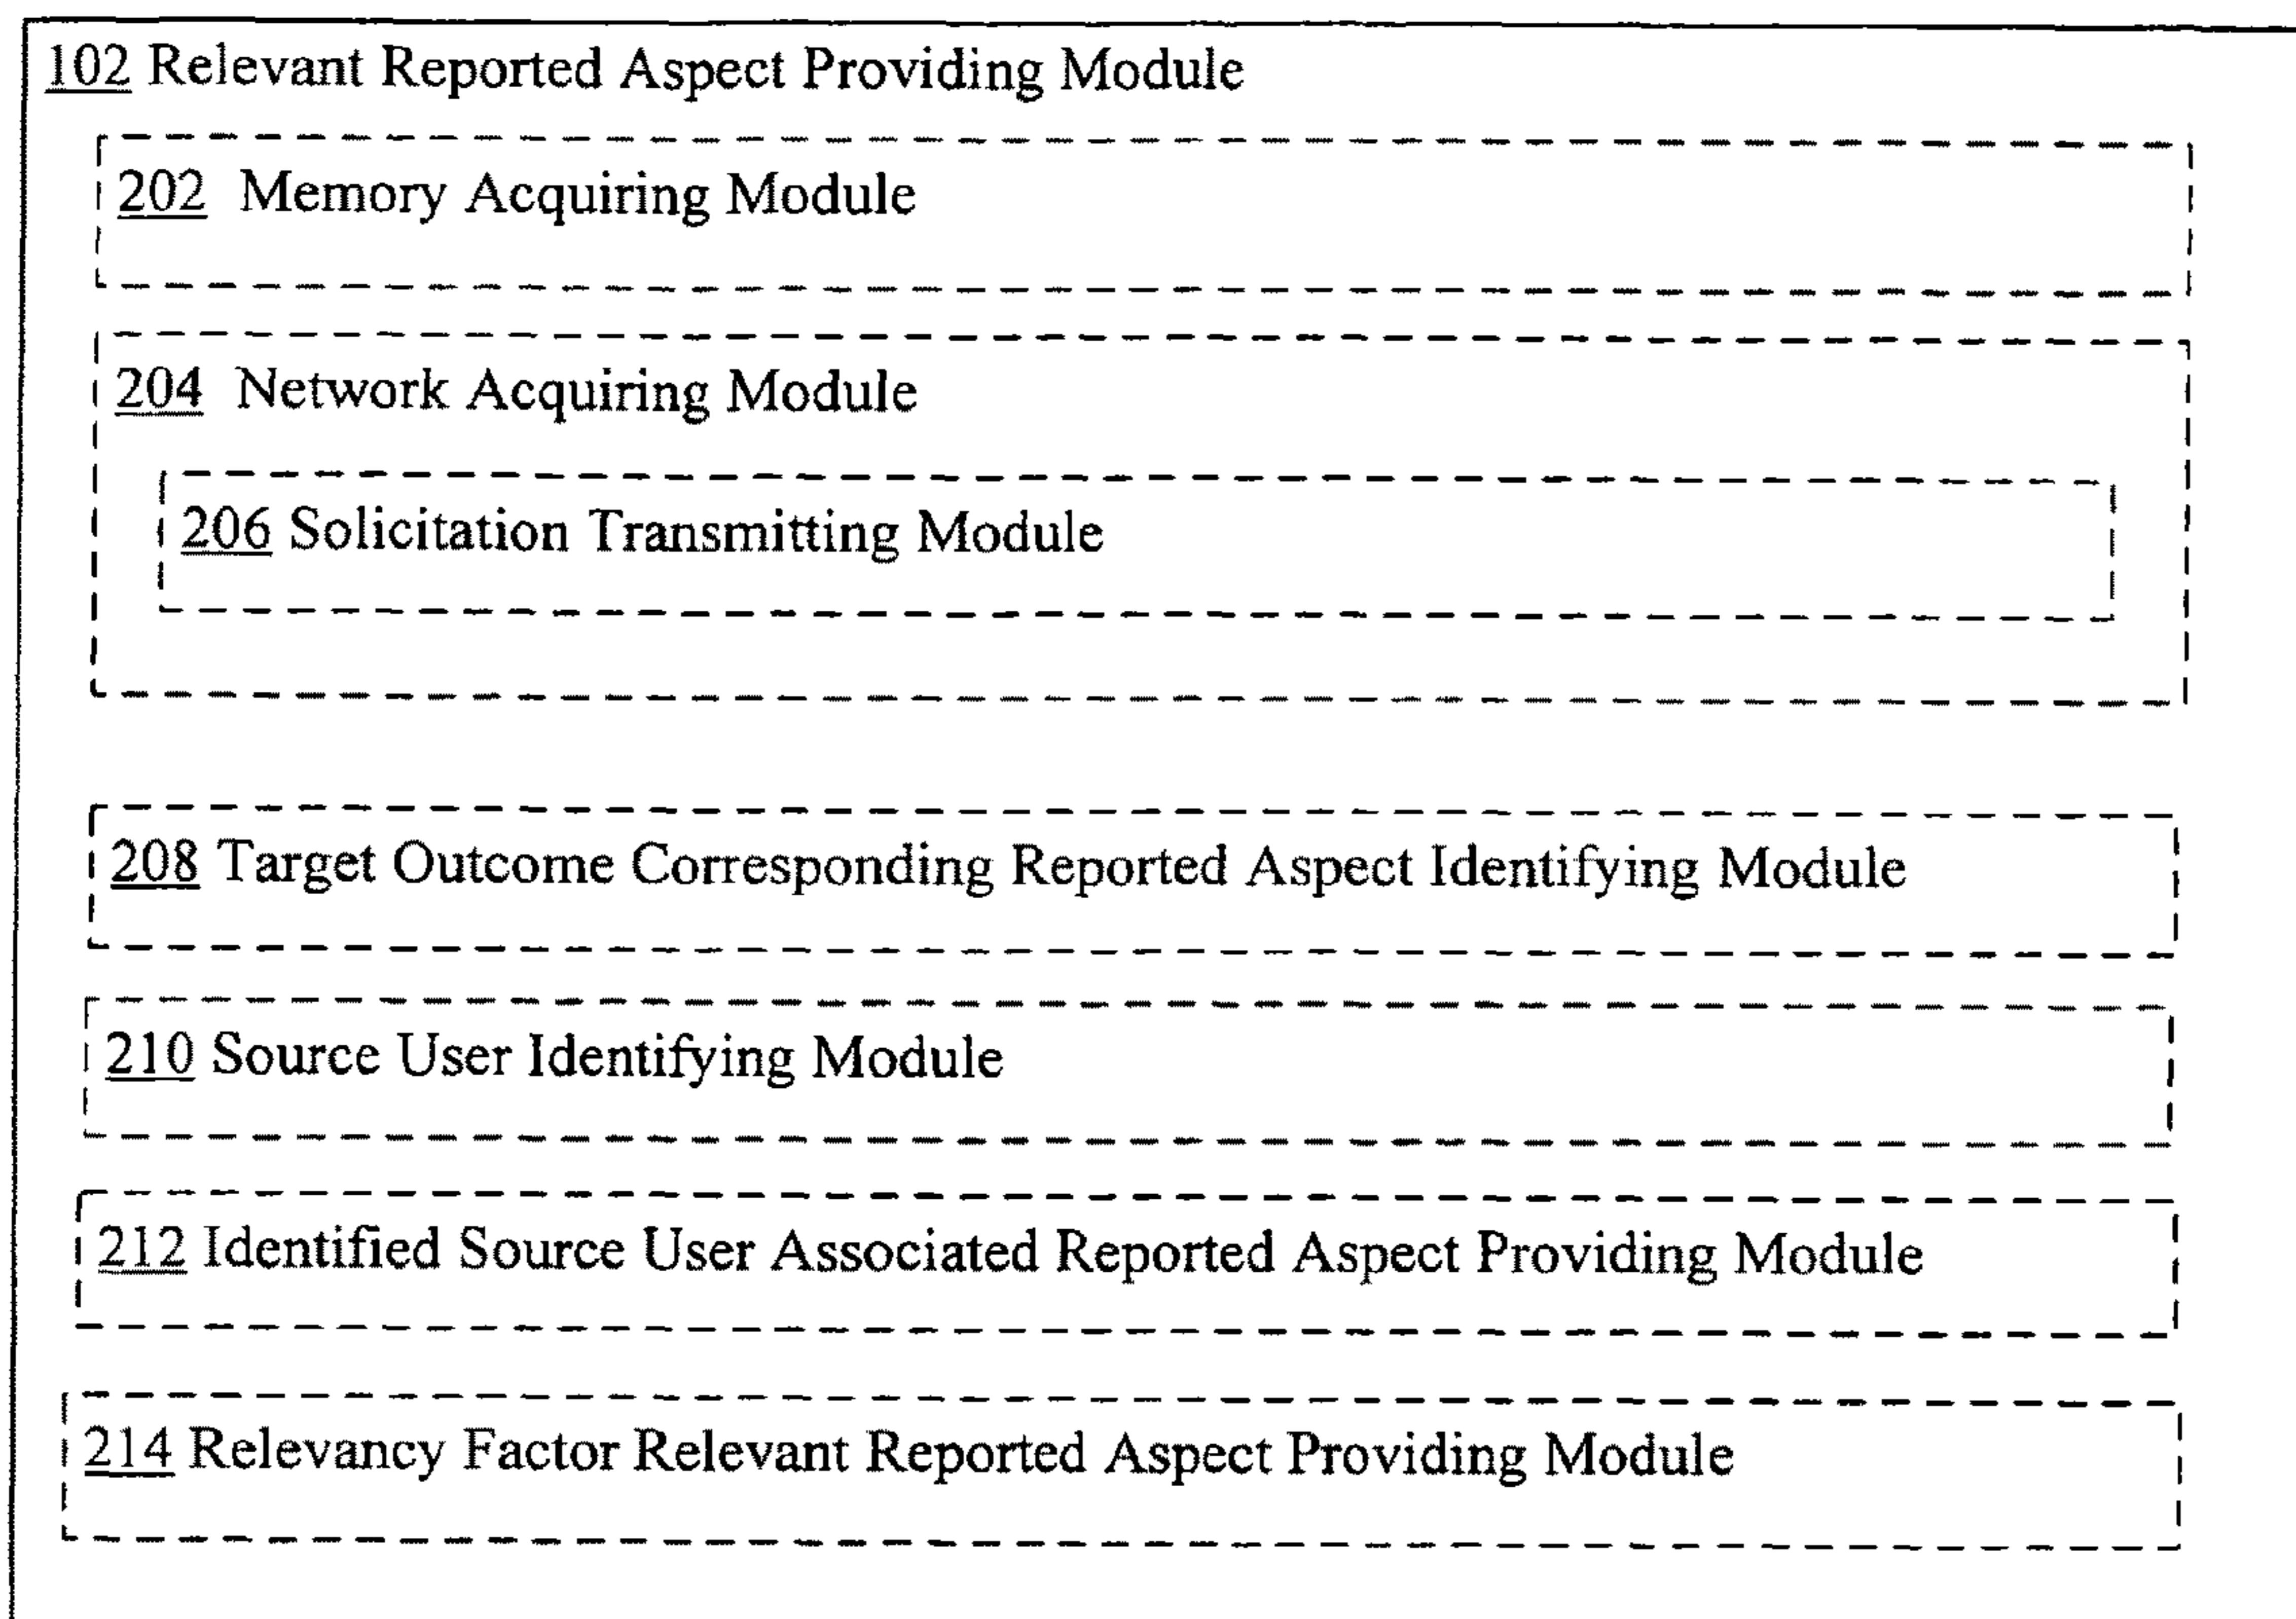 102 Relevant Reported Aspect Providing Module
202 Memory Acquiring Module
204 Network Acquiring Module
206 Solicitation Transmitting Module
208 Target Outcome Corresponding Reported Aspect Identifying Module
210 Source User Identifying Module
212 Identified Source User Associated Reported Aspect Providing Module
214 Relevancy Factor Relevant Reported Aspect Providing Module